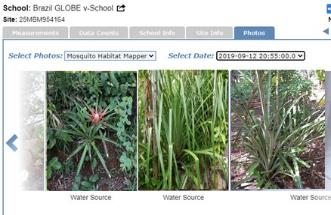 School: Brazil GLOBE v-School
Site: 25MBM954164
Measurements Data Counts School Info Site Info Photos
Select Photos: Mosquito Habitat Mapper Select Date: 2019-09-12 20:55:00.0
Water Source Water Source Water Source